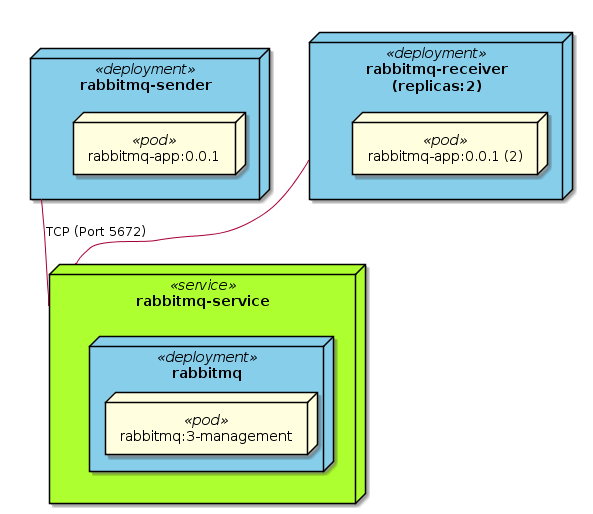 «deployment»
rabbitmq-sender
«pod»
rabbitmq-app:0.0.1
«deployment»
rabbitmq-receiver
(replicas:2)
«pod»
rabbitmq-app:0.0.1 (2)
TCP (Port 5672)
«service»
rabbitmq-service
«deployment»
rabbitmq
«pod»
rabbitmq:3-management